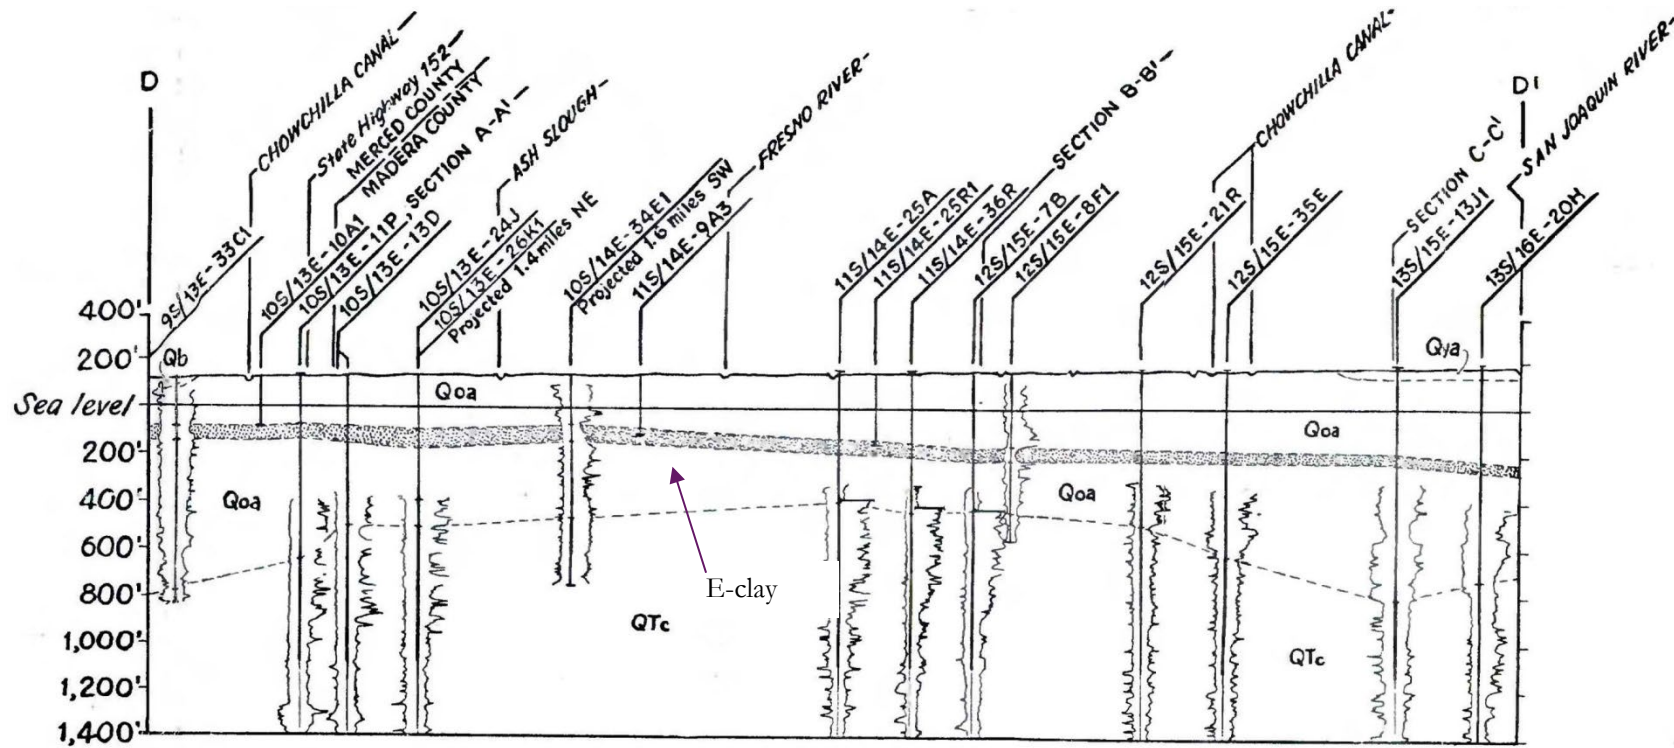 D
CHOWCHILLA CANAL
State Highway 152
MERCED COUNTY
MADERA COUNTY
ASH SLOUGH
FRESNO RIVER
SECTION B-B'
CHOWCHILLA CANAL
D'
SECTION C-C'
SAN JOAQUIN RIVER
9S/13E-33C1
10S/13E-10A1
10S/13E-11P, SECTION A-A'
10S/13E-13D
10S/13E-24J
10S/13E-26K1
Projected 1.4 miles NE
10S/14E-34E1
Projected 1.6 miles SW
11S/14E-9A3
11S/14E-25A
11S/14E-25R1
11S/14E-36R
12S/15E-7B
12S/15E-8F1
12S/15E-21R
12S/15E-35E
13S/15E-13J1
13S/16E-20H
400'
200'
Sea level
200'
400'
600'
800'
1,000'
1,200'
1,400'
Qb
Qoa
Qya
Qoa
Qoa
Qoa
E-clay
QTc
QTc